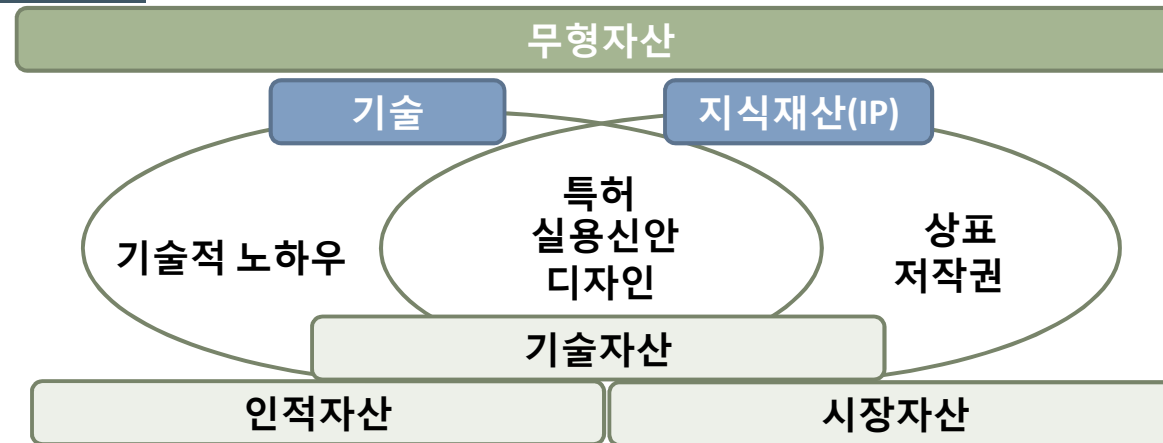 무형자산
기술
지식재산(IP)
기술적 노하우
특허
실용신안
디자인
상표
저작권
기술자산
인적자산
시장자산